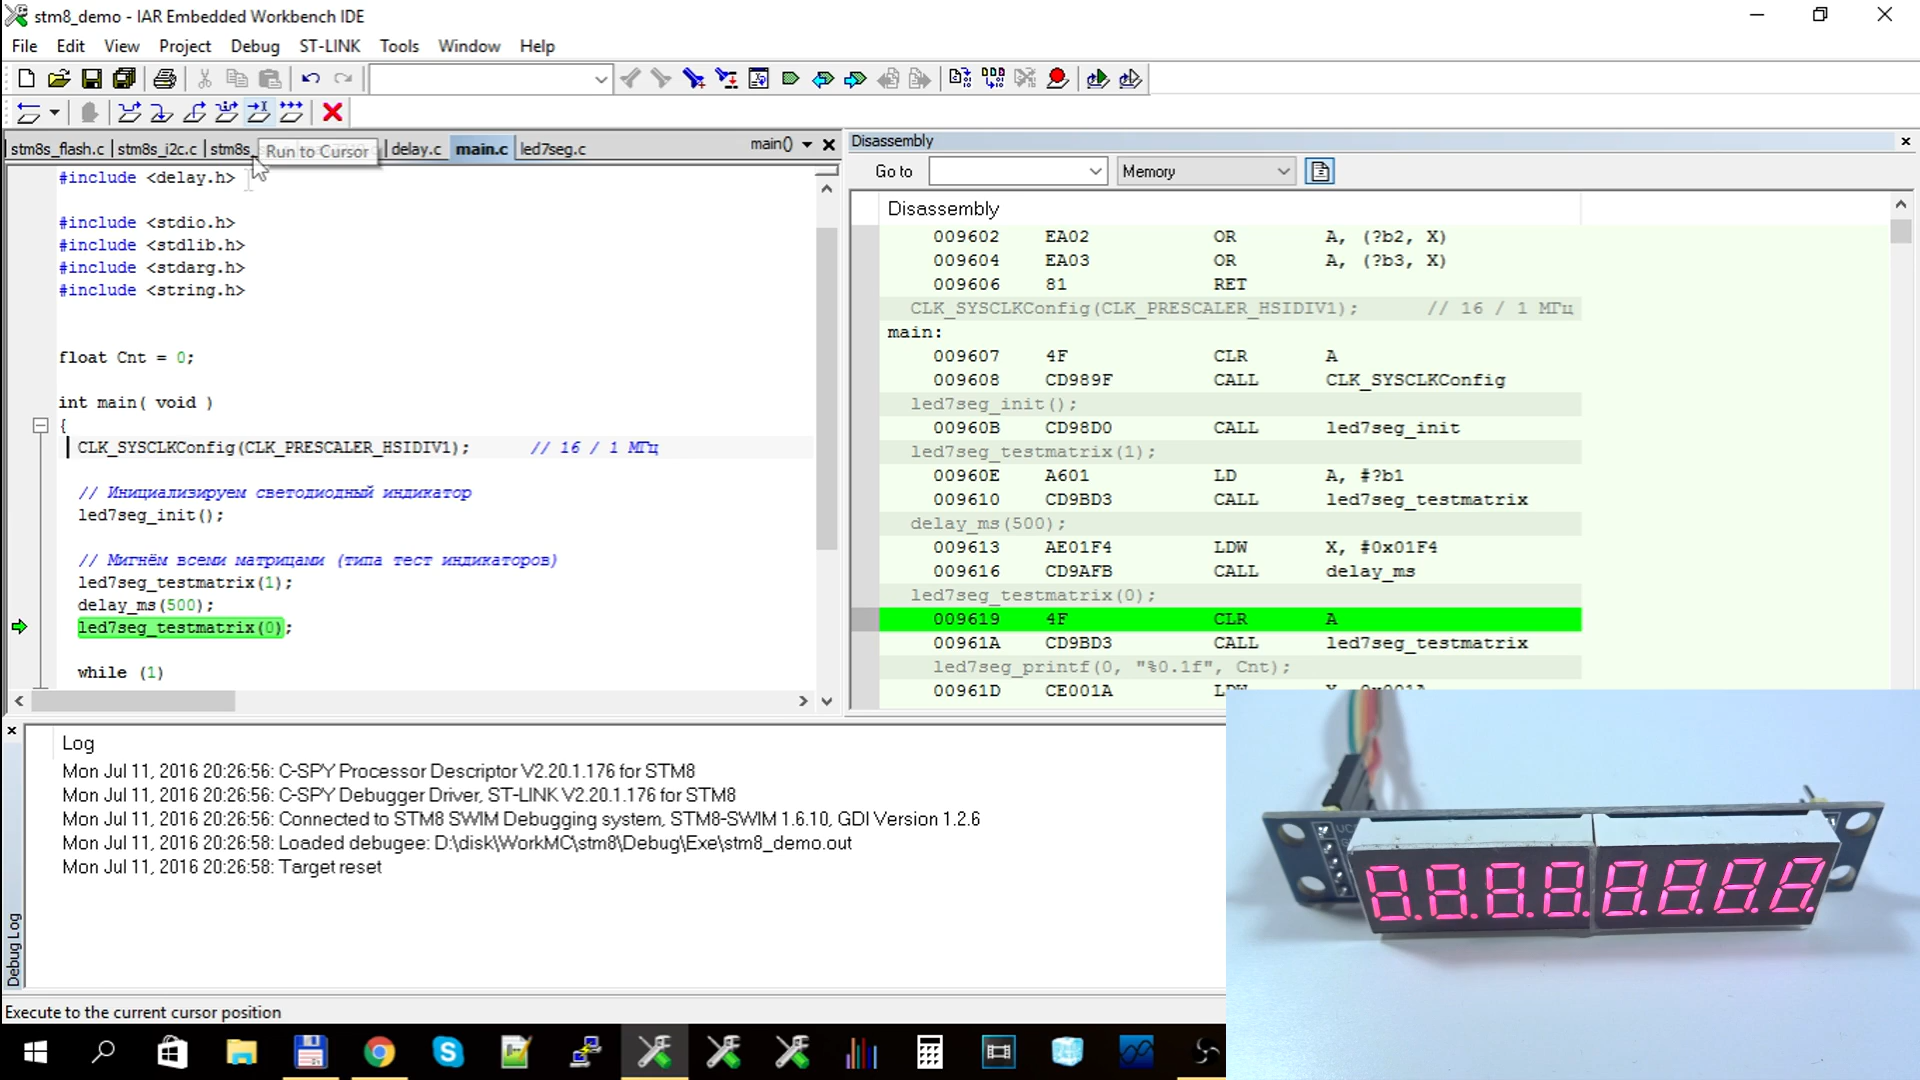 stm8_demo - IAR Embedded Workbench IDE
File Edit View Project Debug ST-LINK Tools Window Help
stm8s_flash.c stm8s_i2c.c stm8s_ Run to Cursor delay.c main.c led7seg.c main()
#include <delay.h>
#include <stdio.h>
#include <stdlib.h>
#include <stdarg.h>
#include <string.h>
float Cnt = 0;
int main( void )
{
CLK_SYSCLKConfig(CLK_PRESCALER_HSIDIV1); // 16 / 1 МГц
// Инициализируем светодиодный индикатор
led7seg_init();
// Мигнём всеми матрицами (типа тест индикаторов)
led7seg_testmatrix(1);
delay_ms(500);
led7seg_testmatrix(0);
while (1)
Disassembly
Go to Memory
Disassembly
009602 EA02 OR A, (?b2, X)
009604 EA03 OR A, (?b3, X)
009606 81 RET
CLK_SYSCLKConfig(CLK_PRESCALER_HSIDIV1); // 16 / 1 МГц
main:
009607 4F CLR A
009608 CD989F CALL CLK_SYSCLKConfig
led7seg_init();
00960B CD98D0 CALL led7seg_init
led7seg_testmatrix(1);
00960E A601 LD A, #?b1
009610 CD9BD3 CALL led7seg_testmatrix
delay_ms(500);
009613 AE01F4 LDW X, #0x01F4
009616 CD9AFB CALL delay_ms
led7seg_testmatrix(0);
009619 4F CLR A
00961A CD9BD3 CALL led7seg_testmatrix
led7seg_printf(0, "%0.1f", Cnt);
00961D CE001A LDW X, 0x001A
Log
Mon Jul 11, 2016 20:26:56: C-SPY Processor Descriptor V2.20.1.176 for STM8
Mon Jul 11, 2016 20:26:56: C-SPY Debugger Driver, ST-LINK V2.20.1.176 for STM8
Mon Jul 11, 2016 20:26:56: Connected to STM8 SWIM Debugging system, STM8-SWIM 1.6.10, GDI Version 1.2.6
Mon Jul 11, 2016 20:26:58: Loaded debugee: D:\disk\WorkMC\stm8\Debug\Exe\stm8_demo.out
Mon Jul 11, 2016 20:26:58: Target reset
Debug Log
Execute to the current cursor position
8.8.8.8.8.8.8.8.